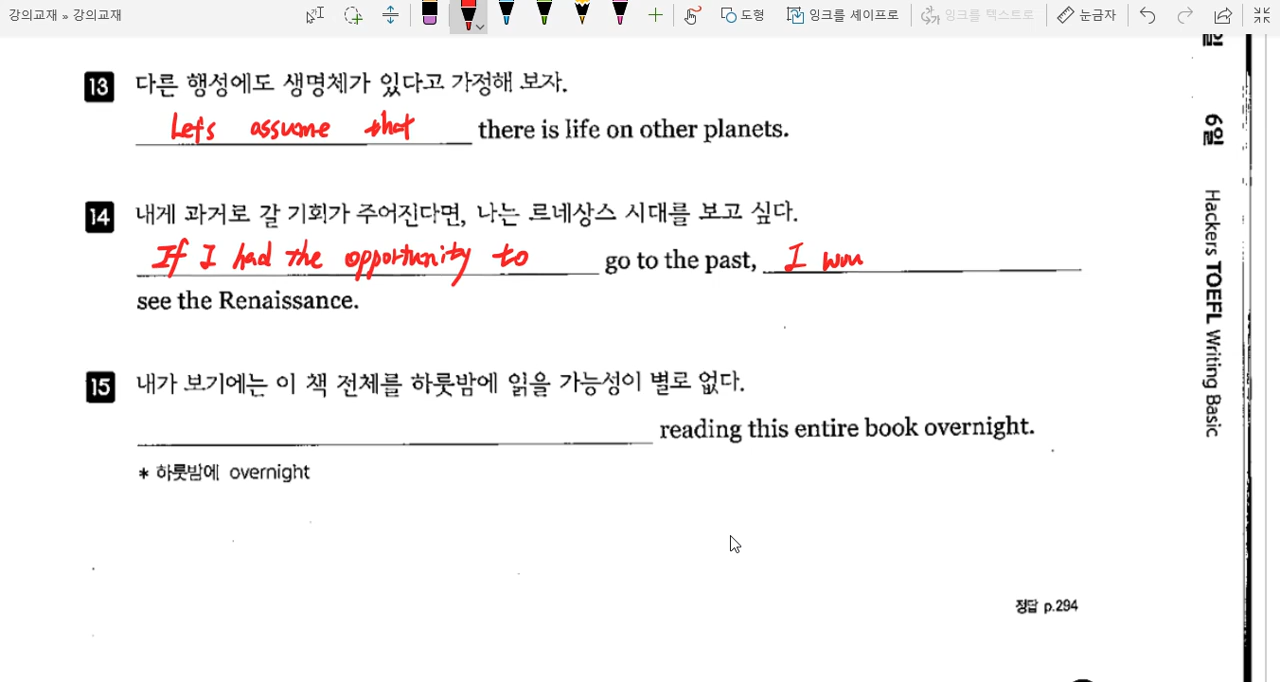 강의교재 » 강의교재
도형
잉크를 셰이프로
잉크를 텍스트로
눈금자
13 다른 행성에도 생명체가 있다고 가정해 보자.
Let's assume that there is life on other planets.
14 내게 과거로 갈 기회가 주어진다면, 나는 르네상스 시대를 보고 싶다.
If I had the opportunity to go to the past, I wou
see the Renaissance.
15 내가 보기에는 이 책 전체를 하룻밤에 읽을 가능성이 별로 없다.
reading this entire book overnight.
* 하룻밤에 overnight
정답 p.294
6일
Hackers TOEFL Writing Basic